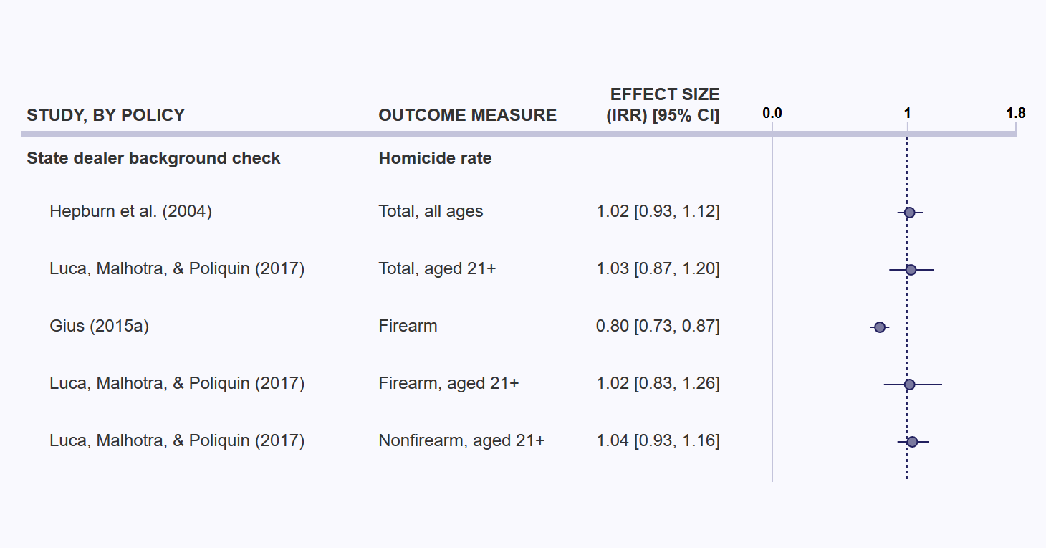 EFFECT SIZE
STUDY, BY POLICY OUTCOME MEASURE (IRR) [95% CI] 0.0 1 1.8
State dealer background check Homicide rate
Hepburn et al. (2004) Total, all ages 1.02 [0.93, 1.12]
Luca, Malhotra, & Poliquin (2017) Total, aged 21+ 1.03 [0.87, 1.20]
Gius (2015a) Firearm 0.80 [0.73, 0.87]
Luca, Malhotra, & Poliquin (2017) Firearm, aged 21+ 1.02 [0.83, 1.26]
Luca, Malhotra, & Poliquin (2017) Nonfirearm, aged 21+ 1.04 [0.93, 1.16]